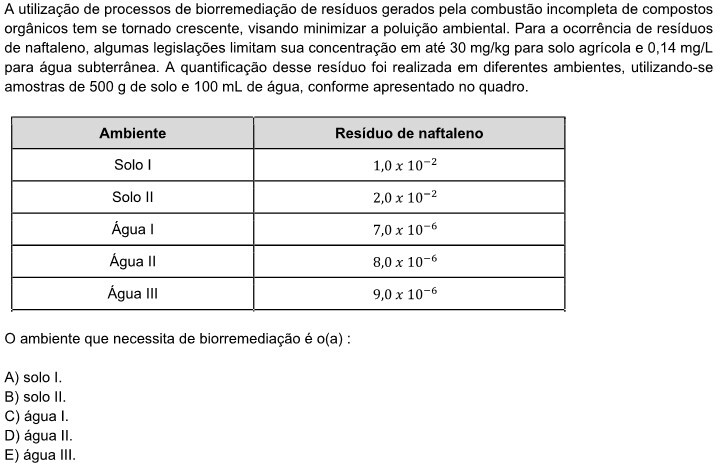 A utilização de processos de biorremediação de resíduos gerados pela combustão incompleta de compostos
orgânicos tem se tornado crescente, visando minimizar a poluição ambiental. Para a ocorrência de resíduos
de naftaleno, algumas legislações limitam sua concentração em até 30 mg/kg para solo agrícola e 0,14 mg/L
para água subterrânea. A quantificação desse resíduo foi realizada em diferentes ambientes, utilizando-se
amostras de 500 g de solo e 100 mL de água, conforme apresentado no quadro.
Ambiente Resíduo de naftaleno
Solo I 1,0 x 10⁻²
Solo II 2,0 x 10⁻²
Água I 7,0 x 10⁻⁶
Água II 8,0 x 10⁻⁶
Água III 9,0 x 10⁻⁶
O ambiente que necessita de biorremediação é o(a) :
A) solo I.
B) solo II.
C) água I.
D) água II.
E) água III.